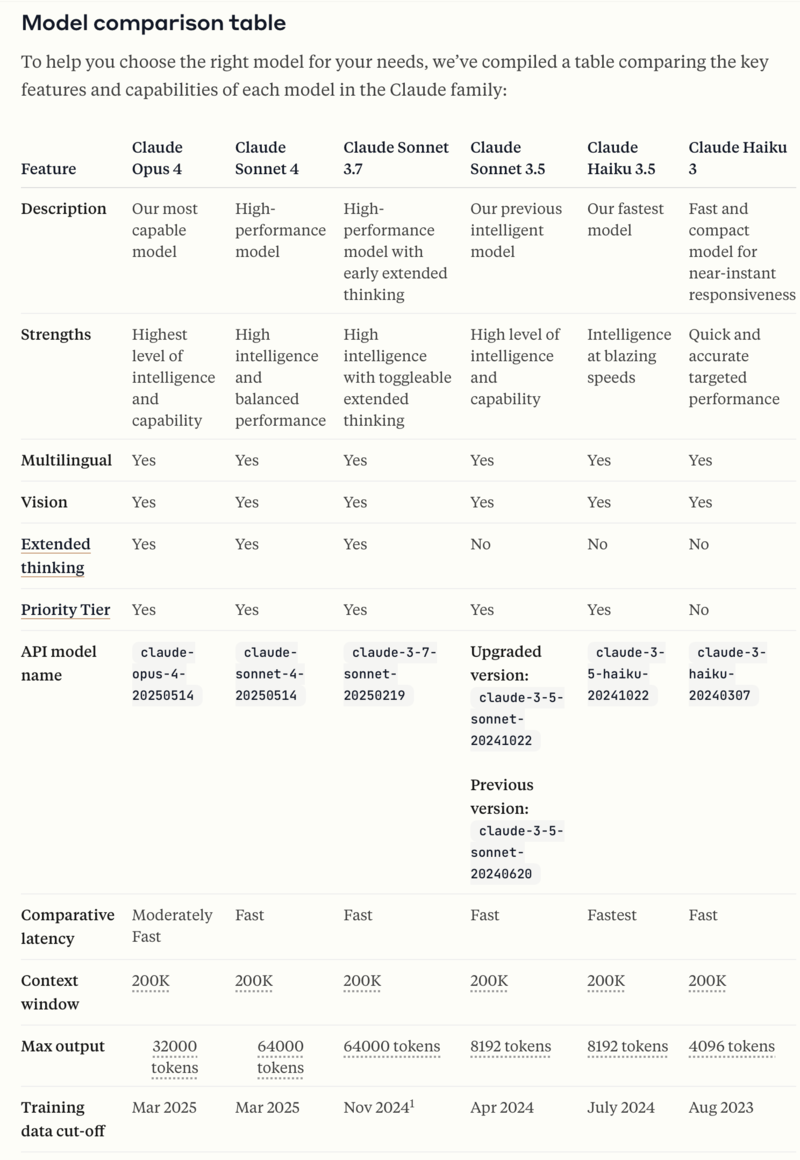 Model comparison table
To help you choose the right model for your needs, we’ve compiled a table comparing the key
features and capabilities of each model in the Claude family:
Feature Claude Opus 4 Claude Sonnet 4 Claude Sonnet 3.7 Claude Sonnet 3.5 Claude Haiku 3.5 Claude Haiku 3
Description Our most capable model High-performance model High-performance model with early extended thinking Our previous intelligent model Our fastest model Fast and compact model for near-instant responsiveness
Strengths Highest level of intelligence and capability High intelligence and balanced performance High intelligence with toggleable extended thinking High level of intelligence and capability Intelligence at blazing speeds Quick and accurate targeted performance
Multilingual Yes Yes Yes Yes Yes Yes
Vision Yes Yes Yes Yes Yes Yes
Extended thinking Yes Yes Yes No No No
Priority Tier Yes Yes Yes Yes Yes No
API model name claude-opus-4-20250514 claude-sonnet-4-20250514 claude-3-7-sonnet-20250219 Upgraded version: claude-3-5-sonnet-20241022 Previous version: claude-3-5-sonnet-20240620 claude-3-5-haiku-20241022 claude-3-haiku-20240307
Comparative latency Moderately Fast Fast Fast Fast Fastest Fast
Context window 200K 200K 200K 200K 200K 200K
Max output 32000 tokens 64000 tokens 64000 tokens 8192 tokens 8192 tokens 4096 tokens
Training data cut-off Mar 2025 Mar 2025 Nov 2024¹ Apr 2024 July 2024 Aug 2023